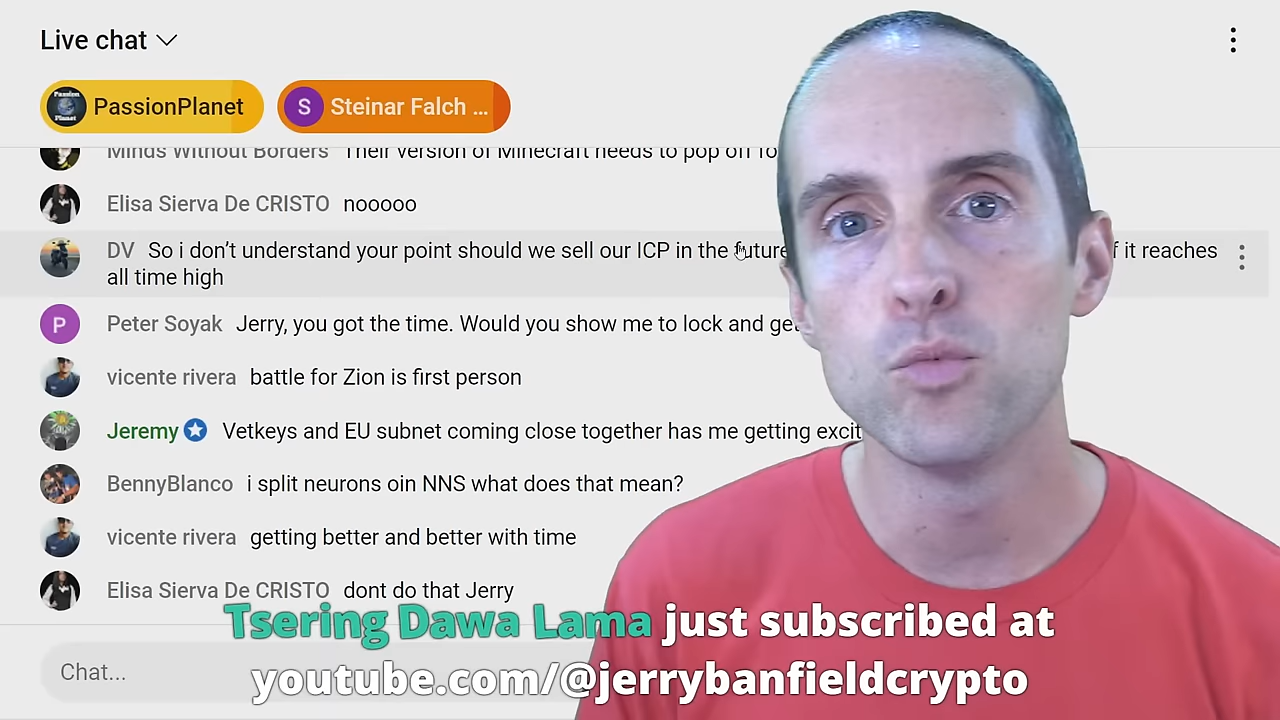 Live chat
PassionPlanet
S Steinar Falch ...
Minds Without Borders Their version of Minecraft needs to pop off fo
Elisa Sierva De CRISTO nooooo
DV So i don't understand your point should we sell our ICP in the future f it reaches
all time high
P Peter Soyak Jerry, you got the time. Would you show me to lock and get
vicente rivera battle for Zion is first person
Jeremy Vetkeys and EU subnet coming close together has me getting excit
BennyBlanco i split neurons oin NNS what does that mean?
vicente rivera getting better and better with time
Elisa Sierva De CRISTO dont do that Jerry
Tsering Dawa Lama just subscribed at
youtube.com/@jerrybanfieldcrypto
Chat...